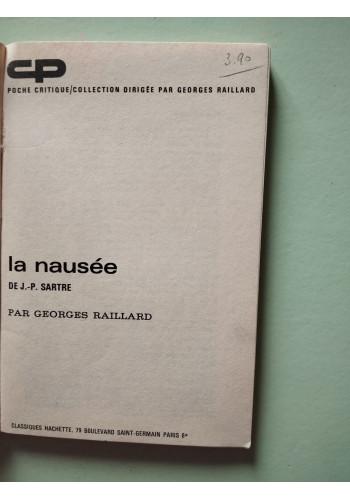 cp
3.90
POCHE CRITIQUE/COLLECTION DIRIGÉE PAR GEORGES RAILLARD
la nausée
DE J.-P. SARTRE
PAR GEORGES RAILLARD
CLASSIQUES HACHETTE, 79 BOULEVARD SAINT-GERMAIN PARIS 6e